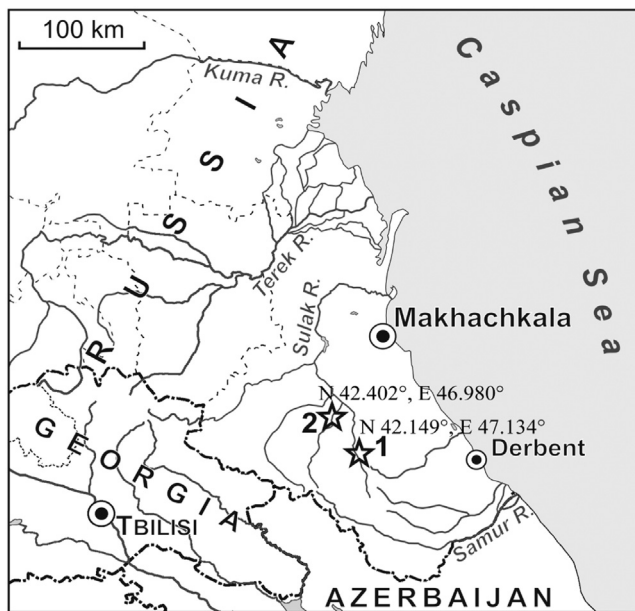 100 km
Kuma R.
RUSSIA
Caspian Sea
Terek R.
Sulak R.
Makhachkala
N 42.402°, E 46.980°
2
N 42.149°, E 47.134°
1
Derbent
GEORGIA
TBILISI
Samur R.
AZERBAIJAN